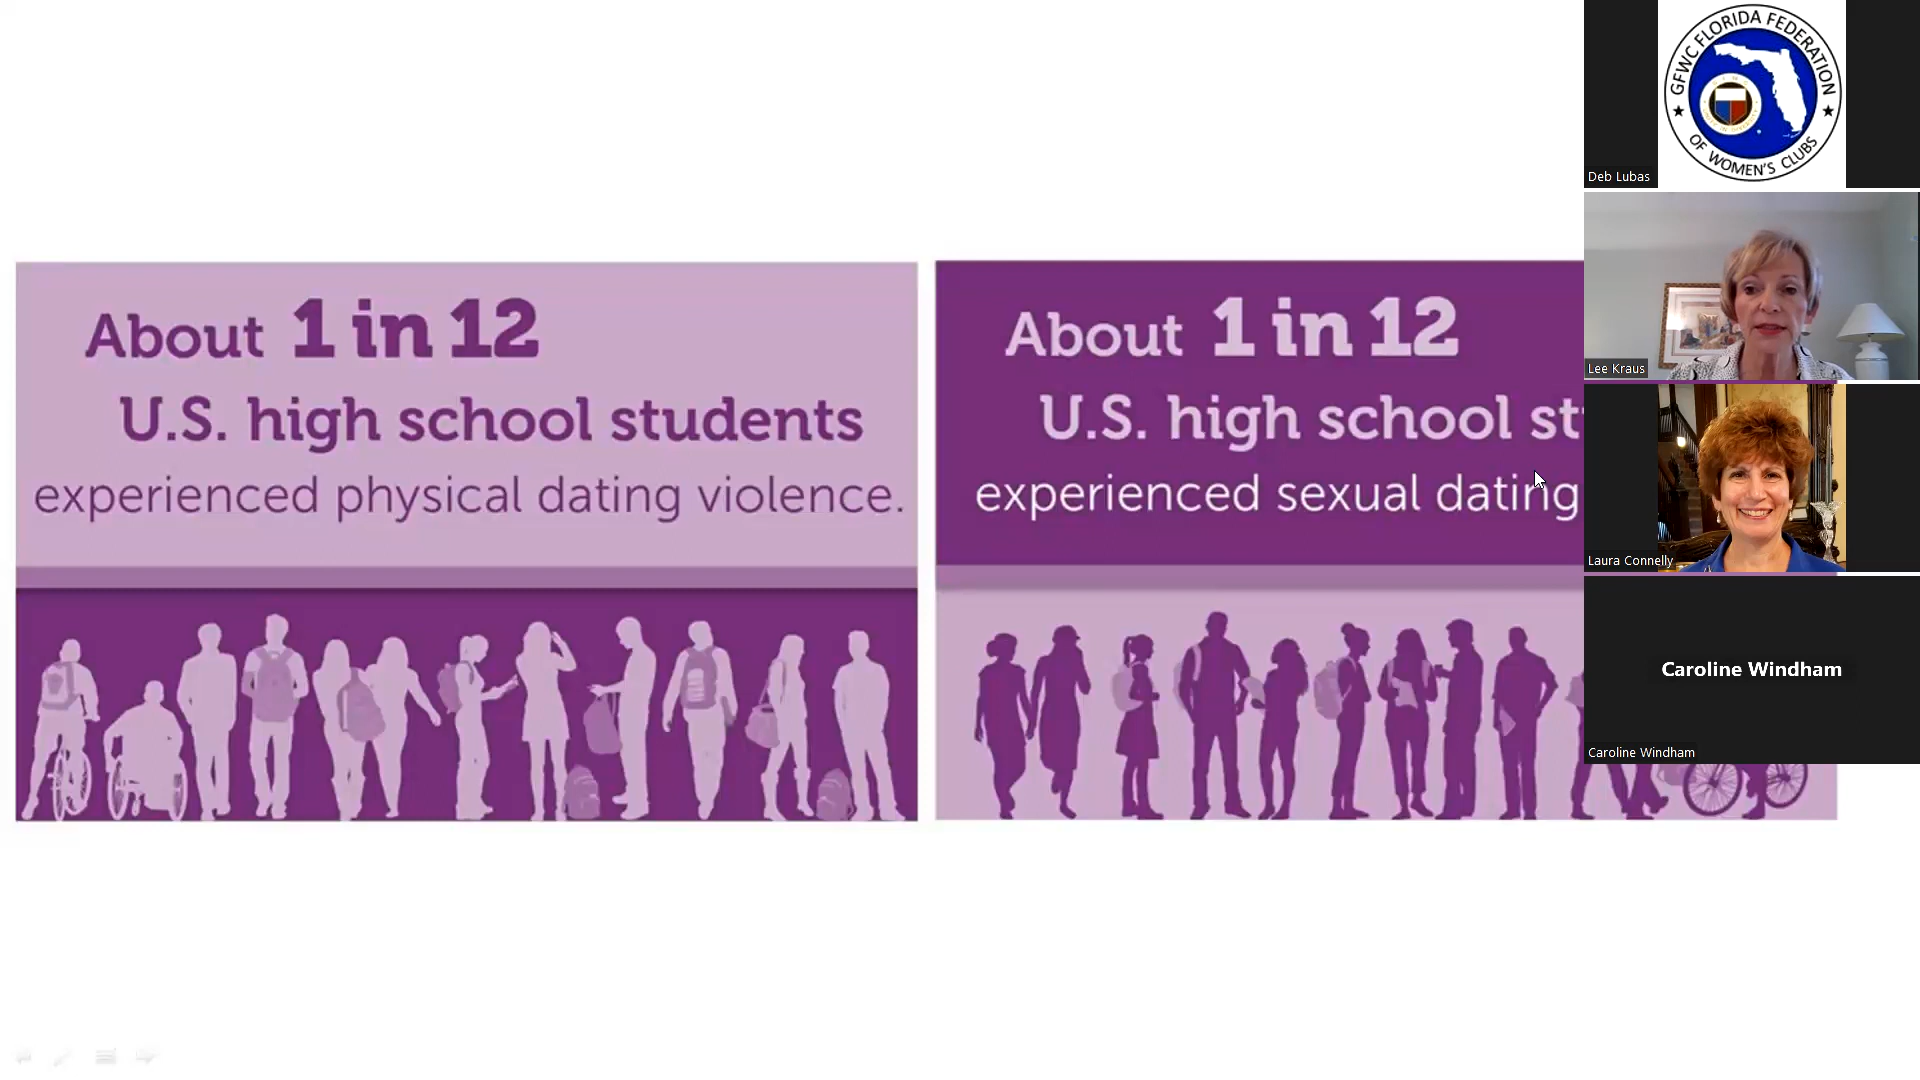 About 1 in 12
U.S. high school students
experienced physical dating violence.
About 1 in 12
U.S. high school st
experienced sexual dating
GFWC FLORIDA FEDERATION
OF WOMEN'S CLUBS
Deb Lubas
Lee Kraus
Laura Connelly
Caroline Windham
Caroline Windham